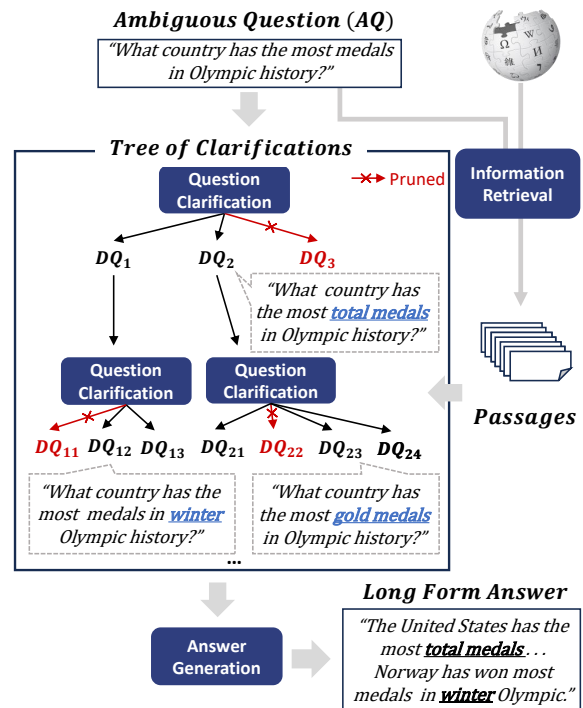 Ambiguous Question (AQ)
“What country has the most medals
in Olympic history?”
Tree of Clarifications
Question
Clarification
Pruned
Information
Retrieval
DQ1
DQ2
DQ3
“What country has
the most total medals
in Olympic history?”
Question
Clarification
Question
Clarification
Passages
DQ11
DQ12
DQ13
DQ21
DQ22
DQ23
DQ24
“What country has the
most medals in winter
Olympic history?”
“What country has
the most gold medals
in Olympic history?”
...
Long Form Answer
Answer
Generation
“The United States has the
most total medals...
Norway has won most
medals in winter Olympic.”